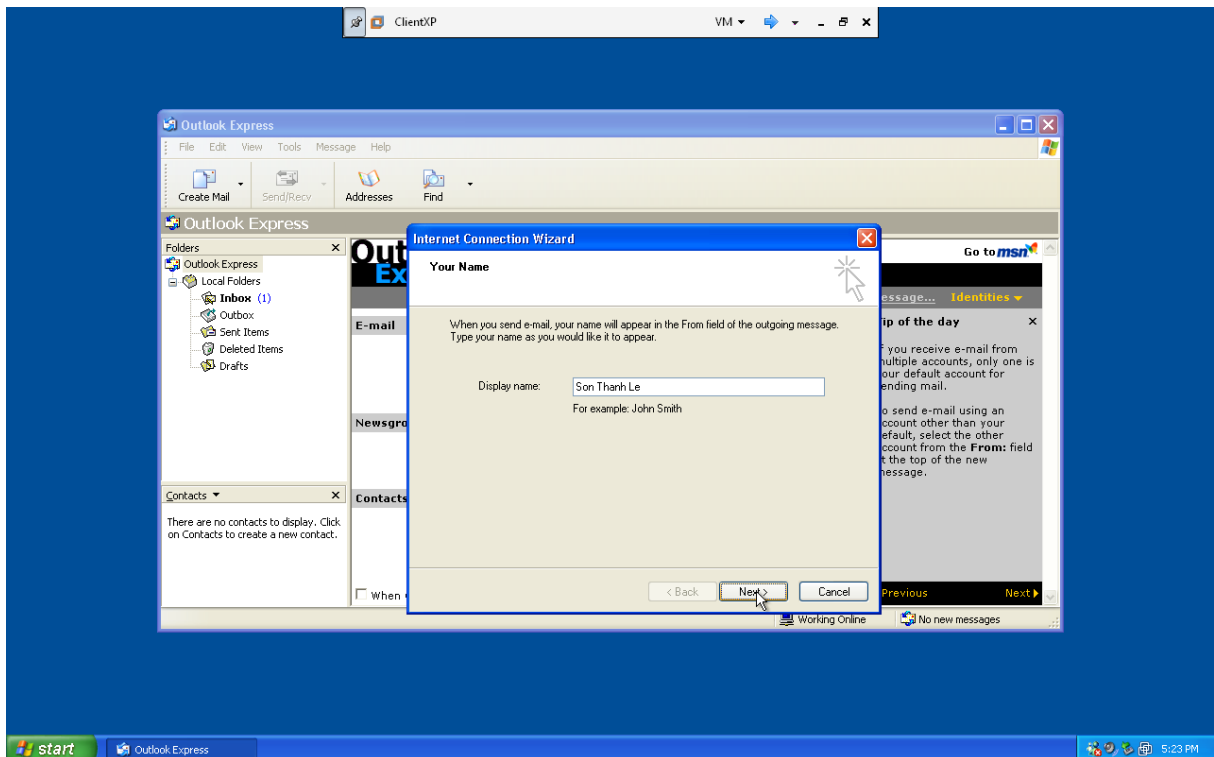 ClientXP
VM
Outlook Express
File Edit View Tools Message Help
Create Mail Send/Recv Addresses Find
Outlook Express
Folders ×
Outlook Express
Local Folders
Inbox (1)
Outbox
Sent Items
Deleted Items
Drafts
Contacts ×
There are no contacts to display. Click
on Contacts to create a new contact.
Out
Ex
Go to msn
essage... Identities
E-mail
Newsgro
Contacts
When
Internet Connection Wizard
Your Name
When you send e-mail, your name will appear in the From field of the outgoing message.
Type your name as you would like it to appear.
Display name: Son Thanh Le
For example: John Smith
< Back Next > Cancel
ip of the day ×
f you receive e-mail from
ultiple accounts, only one is
our default account for
ending mail.
o send e-mail using an
ccount other than your
efault, select the other
ccount from the From: field
t the top of the new
essage.
Previous Next
Working Online No new messages
start Outlook Express 5:23 PM